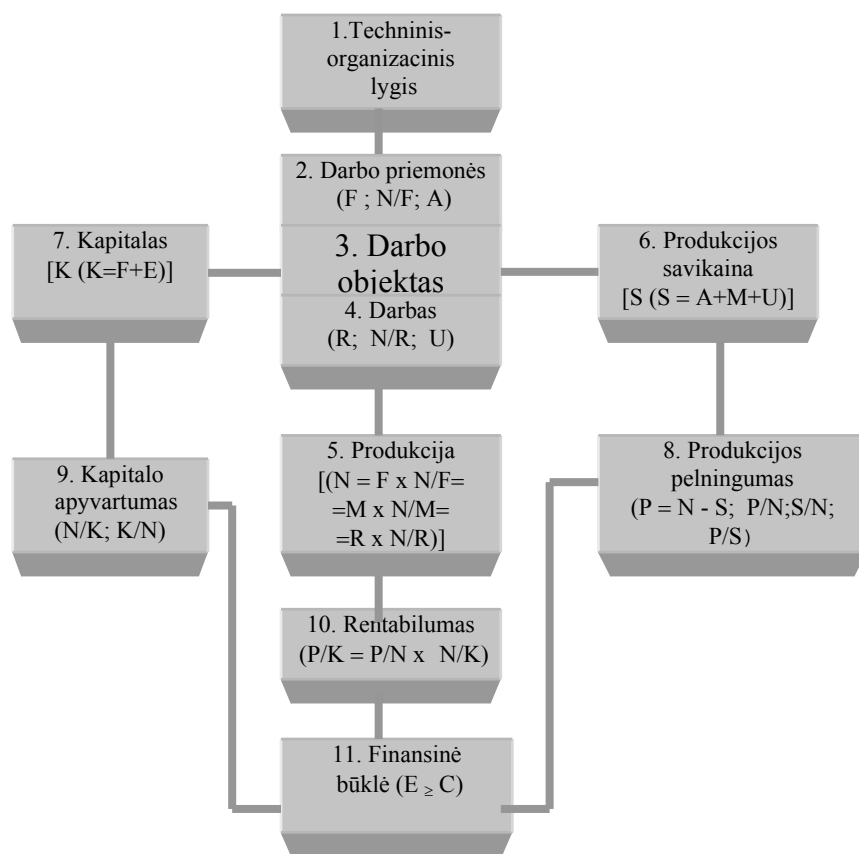 1.Techninis-
organizacinis
lygis
2. Darbo priemonės
(F ; N/F; A)
3. Darbo
objektas
4. Darbas
(R; N/R; U)
7. Kapitalas
[K (K=F+E)]
6. Produkcijos
savikaina
[S (S = A+M+U)]
5. Produkcija
[(N = F x N/F=
=M x N/M=
=R x N/R)]
9. Kapitalo
apyvartumas
(N/K; K/N)
8. Produkcijos
pelningumas
(P = N - S; P/N;S/N;
P/S)
10. Rentabilumas
(P/K = P/N x N/K)
11. Finansinė
būklė (E ≥ C)